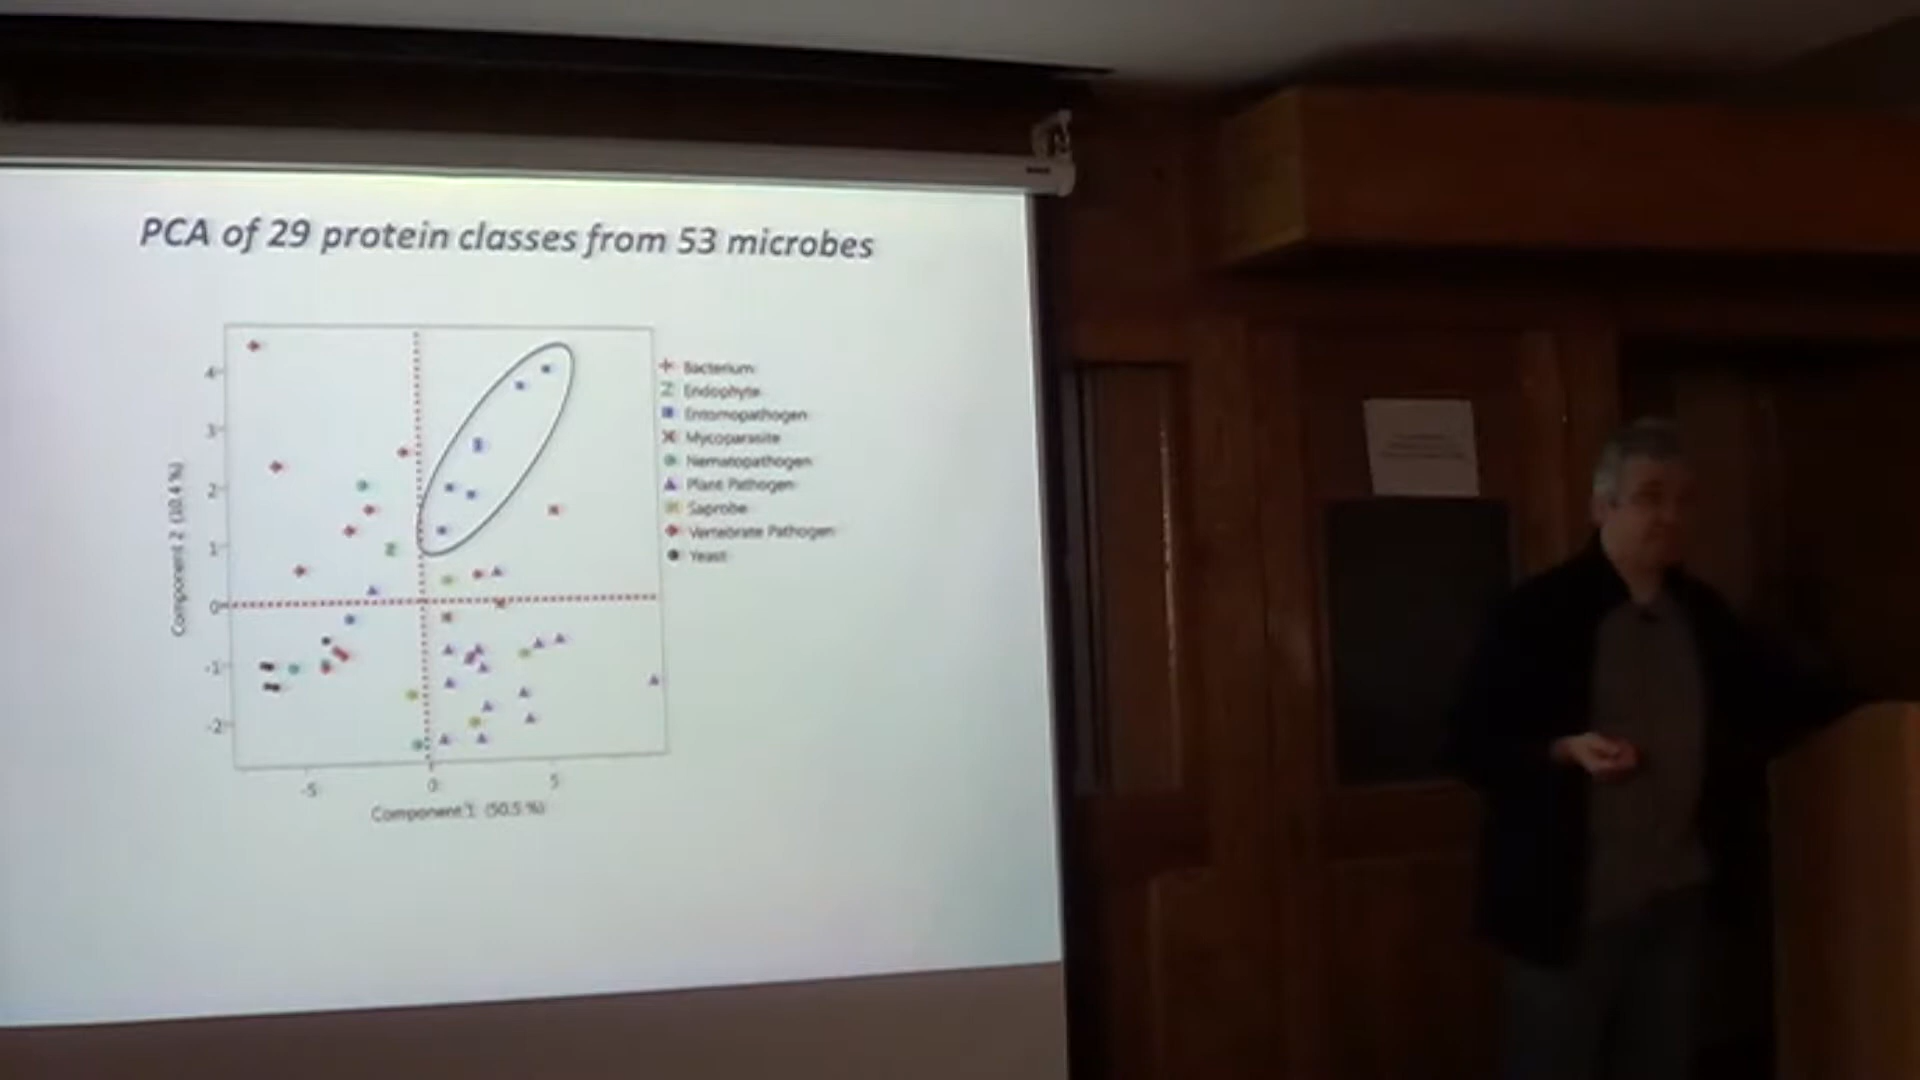 PCA of 29 protein classes from 53 microbes
4
3
2
1
0
-1
-2
Component 2 (10.4 %)
-5
0
5
Component 1 (50.5 %)
Bacterium
Endophyte
Entomopathogen
Mycoparasite
Nematopathogen
Plant Pathogen
Saprobe
Vertebrate Pathogen
Yeast